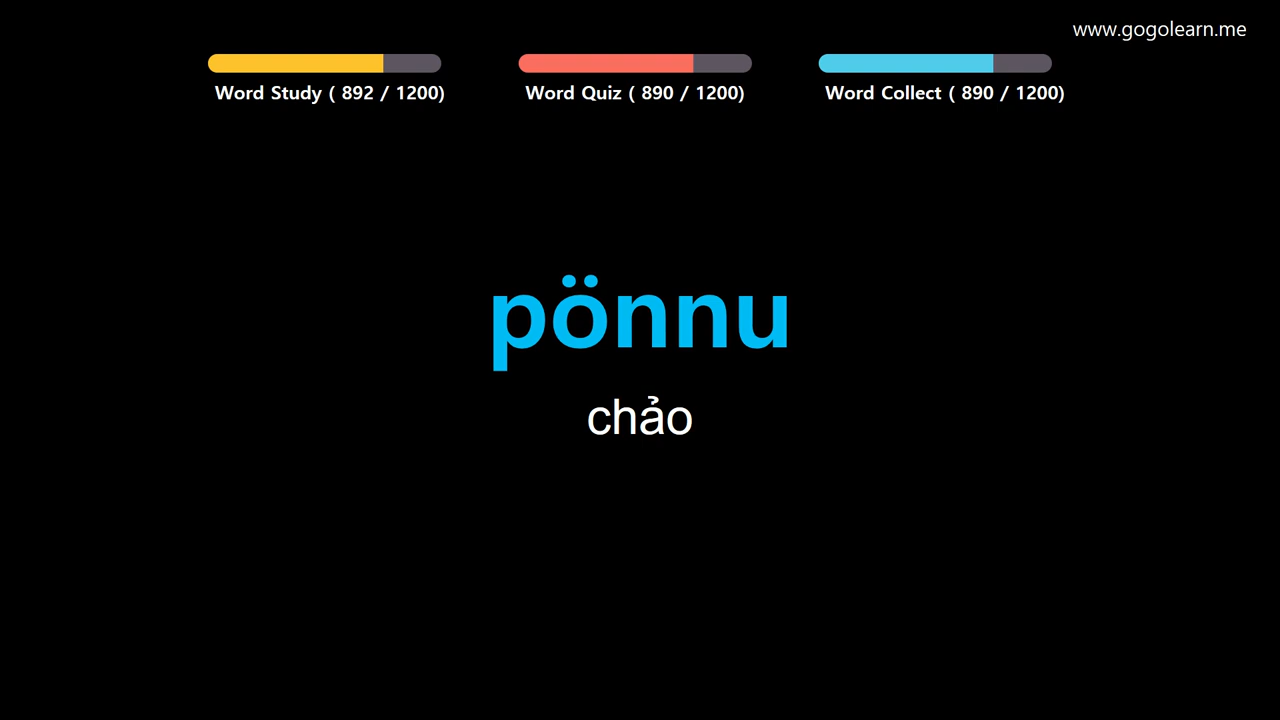 www.gogolearn.me
Word Study ( 892 / 1200)
Word Quiz ( 890 / 1200)
Word Collect ( 890 / 1200)
pönnu
chảo